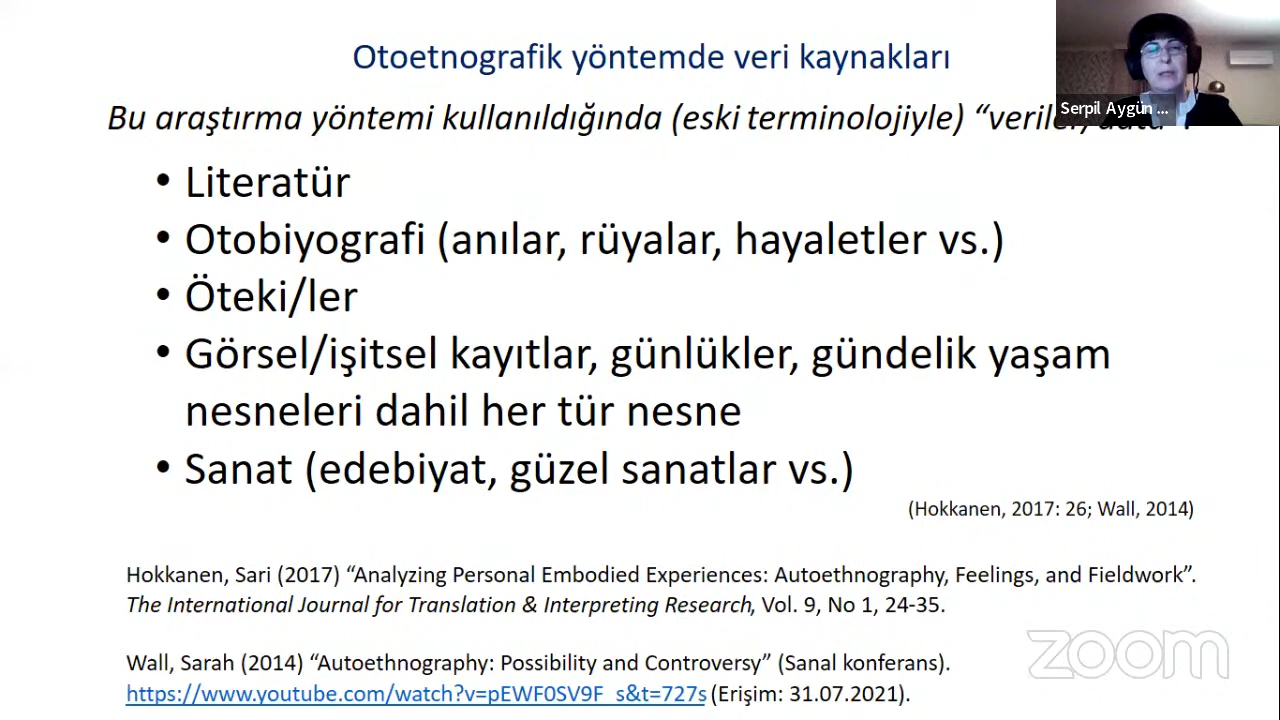 Otoetnografik yöntemde veri kaynakları
Serpil Aygün ...
Bu araştırma yöntemi kullanıldığında (eski terminolojiyle)
• Literatür
• Otobiyografi (anılar, rüyalar, hayaletler vs.)
• Öteki/ler
• Görsel/işitsel kayıtlar, günlükler, gündelik yaşam
nesneleri dahil her tür nesne
• Sanat (edebiyat, güzel sanatlar vs.)
(Hokkanen, 2017: 26; Wall, 2014)
Hokkanen, Sari (2017) “Analyzing Personal Embodied Experiences: Autoethnography, Feelings, and Fieldwork”.
The International Journal for Translation & Interpreting Research, Vol. 9, No 1, 24-35.
Wall, Sarah (2014) “Autoethnography: Possibility and Controversy” (Sanal konferans).
https://www.youtube.com/watch?v=pEWF0SV9F_s&t=727s (Erişim: 31.07.2021).
zoom